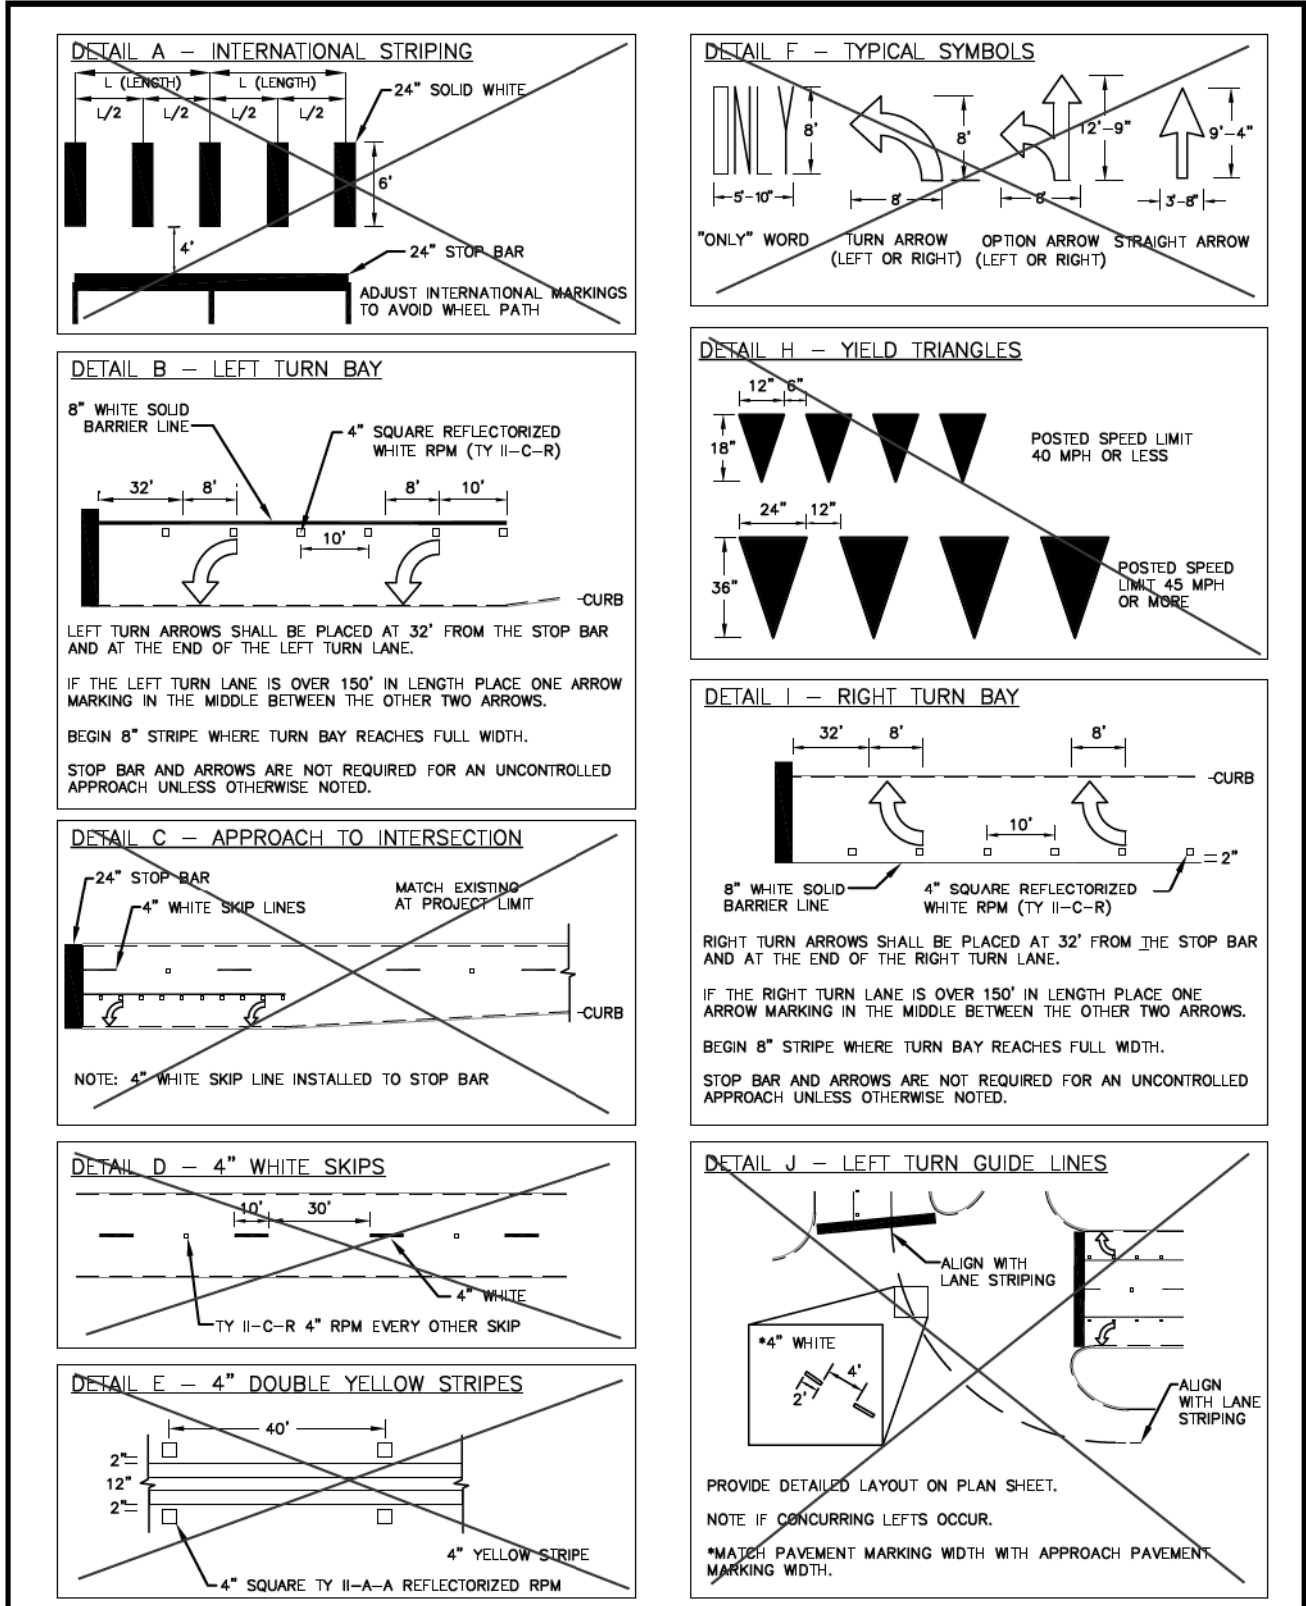 DETAIL A – INTERNATIONAL STRIPING
L (LENGTH) L (LENGTH)
L/2 L/2 L/2 L/2
24" SOLID WHITE
6'
4'
24" STOP BAR
ADJUST INTERNATIONAL MARKINGS
TO AVOID WHEEL PATH
DETAIL B – LEFT TURN BAY
8" WHITE SOLID
BARRIER LINE
4" SQUARE REFLECTORIZED
WHITE RPM (TY II–C–R)
32' 8' 8' 10'
10'
CURB
LEFT TURN ARROWS SHALL BE PLACED AT 32' FROM THE STOP BAR
AND AT THE END OF THE LEFT TURN LANE.
IF THE LEFT TURN LANE IS OVER 150' IN LENGTH PLACE ONE ARROW
MARKING IN THE MIDDLE BETWEEN THE OTHER TWO ARROWS.
BEGIN 8" STRIPE WHERE TURN BAY REACHES FULL WIDTH.
STOP BAR AND ARROWS ARE NOT REQUIRED FOR AN UNCONTROLLED
APPROACH UNLESS OTHERWISE NOTED.
DETAIL C – APPROACH TO INTERSECTION
24" STOP BAR
4" WHITE SKIP LINES
MATCH EXISTING
AT PROJECT LIMIT
CURB
NOTE: 4" WHITE SKIP LINE INSTALLED TO STOP BAR
DETAIL D – 4" WHITE SKIPS
10' 30'
4" WHITE
TY II–C–R 4" RPM EVERY OTHER SKIP
DETAIL E – 4" DOUBLE YELLOW STRIPES
40'
2"
12"
2"
4" YELLOW STRIPE
4" SQUARE TY II–A–A REFLECTORIZED RPM
DETAIL F – TYPICAL SYMBOLS
ONLY
8' 8' 12'–9" 9'–4"
5'–10" 8' 8' 3'–8"
"ONLY" WORD
TURN ARROW
(LEFT OR RIGHT)
OPTION ARROW
(LEFT OR RIGHT)
STRAIGHT ARROW
DETAIL H – YIELD TRIANGLES
12" 6"
18"
POSTED SPEED LIMIT
40 MPH OR LESS
24" 12"
36"
POSTED SPEED
LIMIT 45 MPH
OR MORE
DETAIL I – RIGHT TURN BAY
32' 8' 8'
CURB
10'
2"
8" WHITE SOLID
BARRIER LINE
4" SQUARE REFLECTORIZED
WHITE RPM (TY II–C–R)
RIGHT TURN ARROWS SHALL BE PLACED AT 32' FROM THE STOP BAR
AND AT THE END OF THE RIGHT TURN LANE.
IF THE RIGHT TURN LANE IS OVER 150' IN LENGTH PLACE ONE
ARROW MARKING IN THE MIDDLE BETWEEN THE OTHER TWO ARROWS.
BEGIN 8" STRIPE WHERE TURN BAY REACHES FULL WIDTH.
STOP BAR AND ARROWS ARE NOT REQUIRED FOR AN UNCONTROLLED
APPROACH UNLESS OTHERWISE NOTED.
DETAIL J – LEFT TURN GUIDE LINES
ALIGN WITH
LANE STRIPING
*4" WHITE
4'
2'
ALIGN
WITH LANE
STRIPING
PROVIDE DETAILED LAYOUT ON PLAN SHEET.
NOTE IF CONCURRING LEFTS OCCUR.
*MATCH PAVEMENT MARKING WIDTH WITH APPROACH PAVEMENT
MARKING WIDTH.